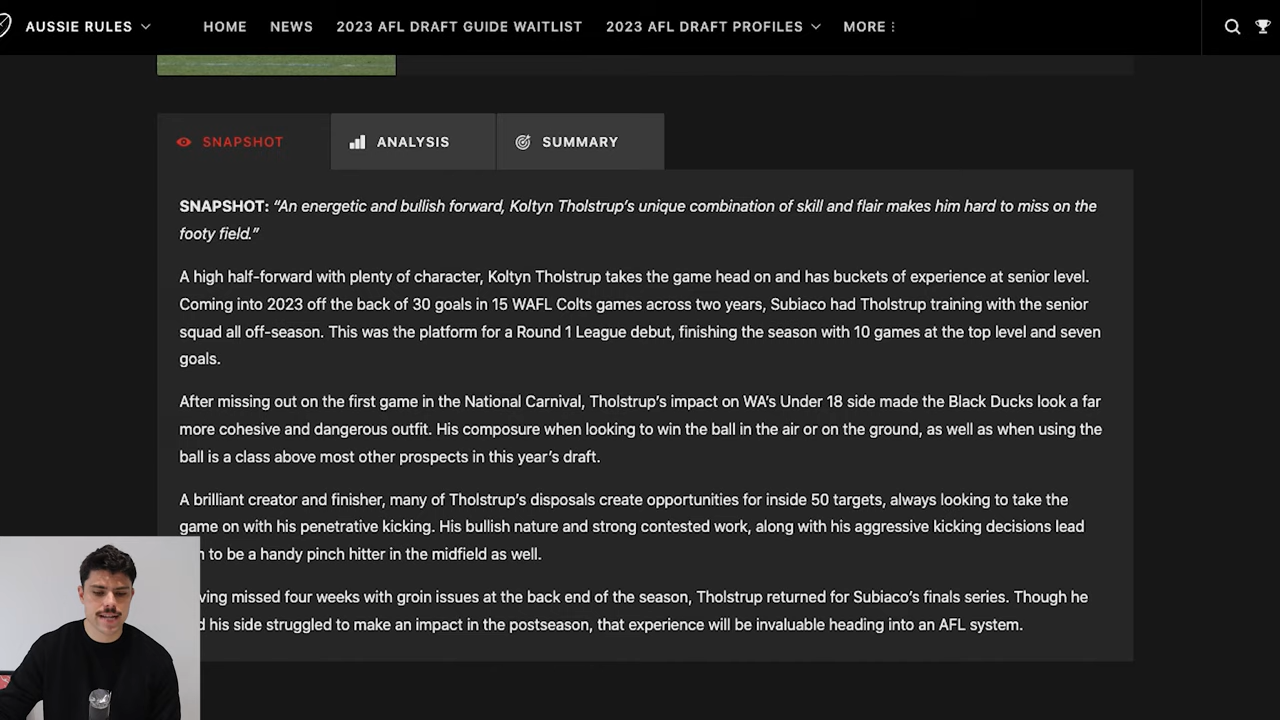 AUSSIE RULES HOME NEWS 2023 AFL DRAFT GUIDE WAITLIST 2023 AFL DRAFT PROFILES MORE
SNAPSHOT ANALYSIS SUMMARY
SNAPSHOT: “An energetic and bullish forward, Koltyn Tholstrup’s unique combination of skill and flair makes him hard to miss on the
footy field.”
A high half-forward with plenty of character, Koltyn Tholstrup takes the game head on and has buckets of experience at senior level.
Coming into 2023 off the back of 30 goals in 15 WAFL Colts games across two years, Subiaco had Tholstrup training with the senior
squad all off-season. This was the platform for a Round 1 League debut, finishing the season with 10 games at the top level and seven
goals.
After missing out on the first game in the National Carnival, Tholstrup’s impact on WA’s Under 18 side made the Black Ducks look a far
more cohesive and dangerous outfit. His composure when looking to win the ball in the air or on the ground, as well as when using the
ball is a class above most other prospects in this year’s draft.
A brilliant creator and finisher, many of Tholstrup’s disposals create opportunities for inside 50 targets, always looking to take the
game on with his penetrative kicking. His bullish nature and strong contested work, along with his aggressive kicking decisions lead
to be a handy pinch hitter in the midfield as well.
missed four weeks with groin issues at the back end of the season, Tholstrup returned for Subiaco’s finals series. Though he
his side struggled to make an impact in the postseason, that experience will be invaluable heading into an AFL system.